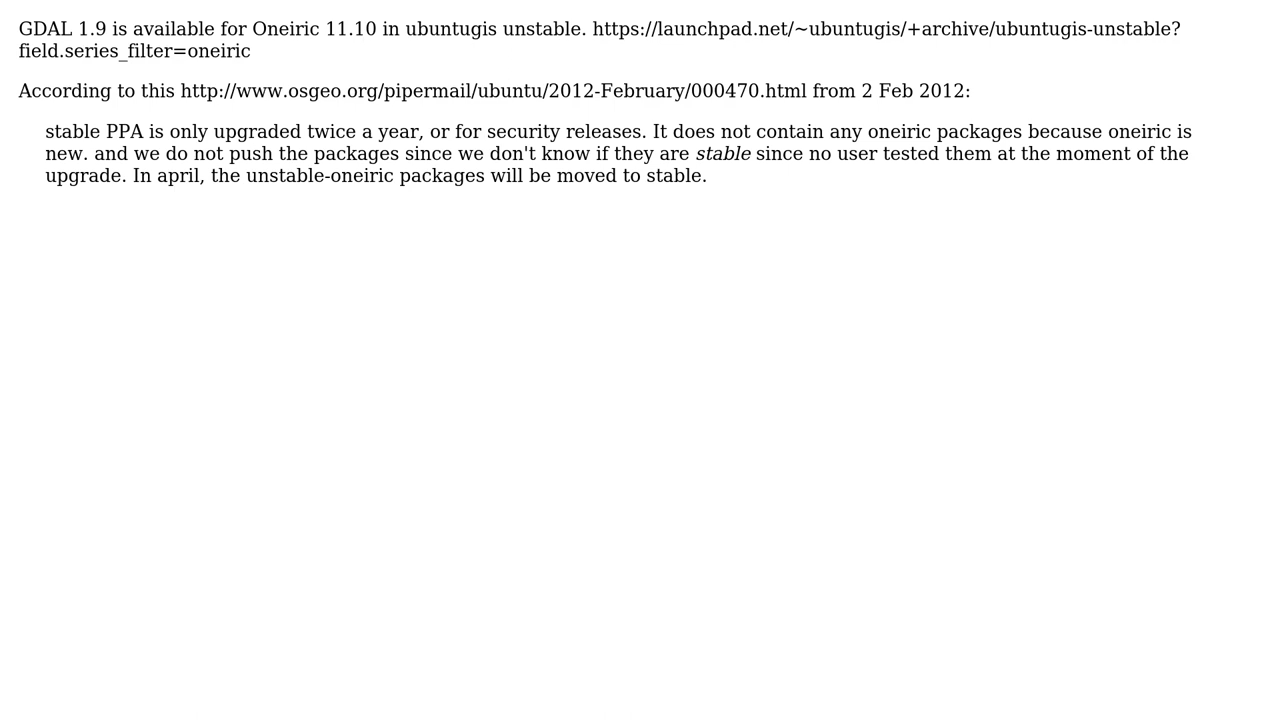 GDAL 1.9 is available for Oneiric 11.10 in ubuntugis unstable. https://launchpad.net/~ubuntugis/+archive/ubuntugis-unstable?
field.series_filter=oneiric
According to this http://www.osgeo.org/pipermail/ubuntu/2012-February/000470.html from 2 Feb 2012:
stable PPA is only upgraded twice a year, or for security releases. It does not contain any oneiric packages because oneiric is
new. and we do not push the packages since we don't know if they are stable since no user tested them at the moment of the
upgrade. In april, the unstable-oneiric packages will be moved to stable.